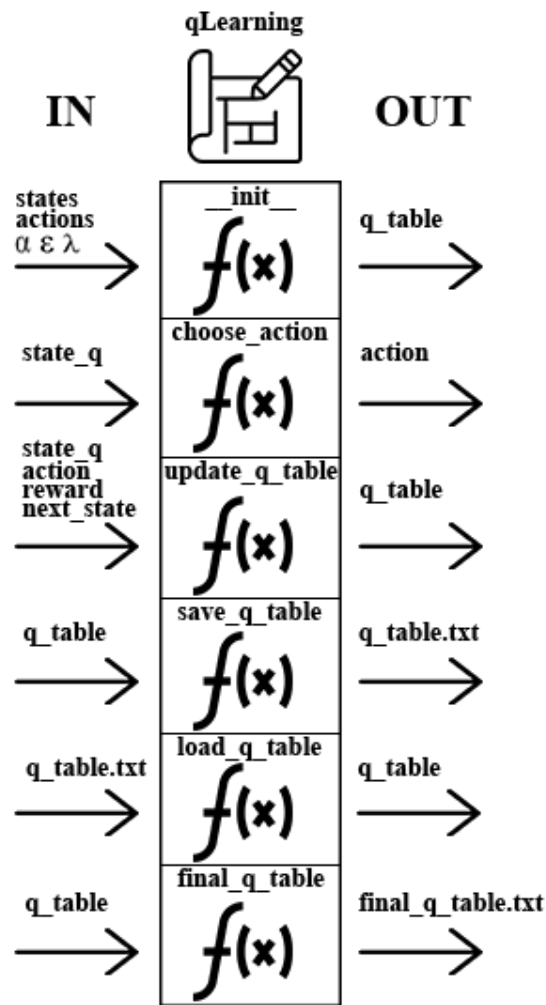 qLearning
IN
OUT
states
actions
α ε λ
__init__
f(x)
q_table
state_q
choose_action
f(x)
action
state_q
action
reward
next_state
update_q_table
f(x)
q_table
q_table
save_q_table
f(x)
q_table.txt
q_table.txt
load_q_table
f(x)
q_table
q_table
final_q_table
f(x)
final_q_table.txt